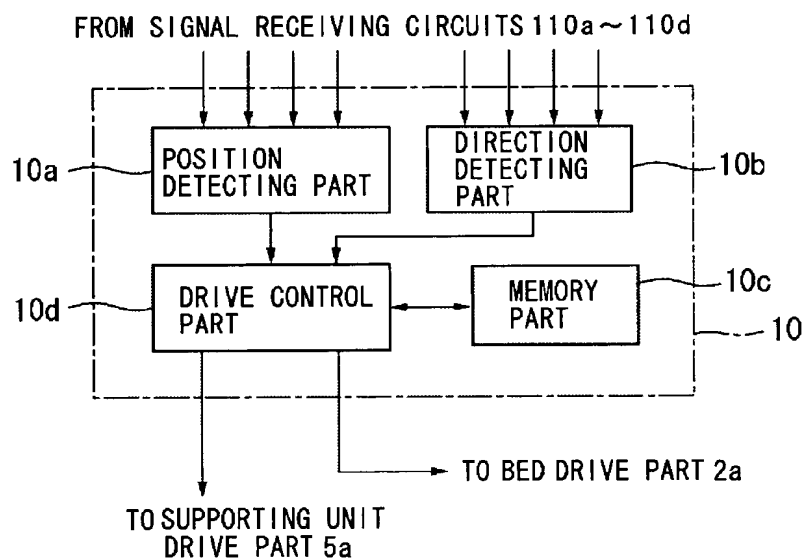 FROM SIGNAL RECEIVING CIRCUITS 110a～110d
10a
POSITION
DETECTING PART
DIRECTION
DETECTING
PART
10b
10d
DRIVE CONTROL
PART
MEMORY
PART
10c
10
TO BED DRIVE PART 2a
TO SUPPORTING UNIT
DRIVE PART 5a